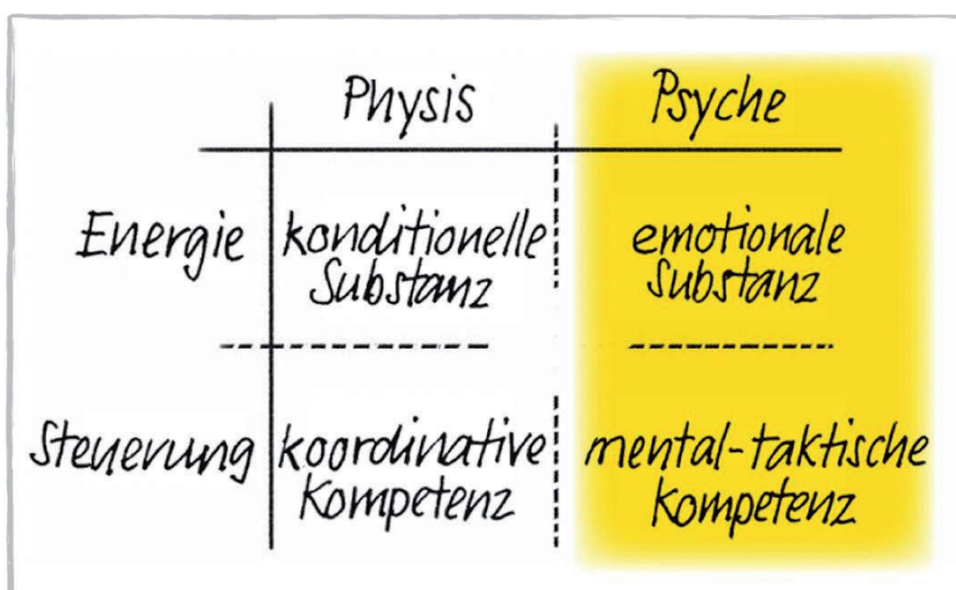 Physis Psyche
Energie konditionelle Substanz emotionale Substanz
Steuerung koordinative Kompetenz mental-taktische Kompetenz